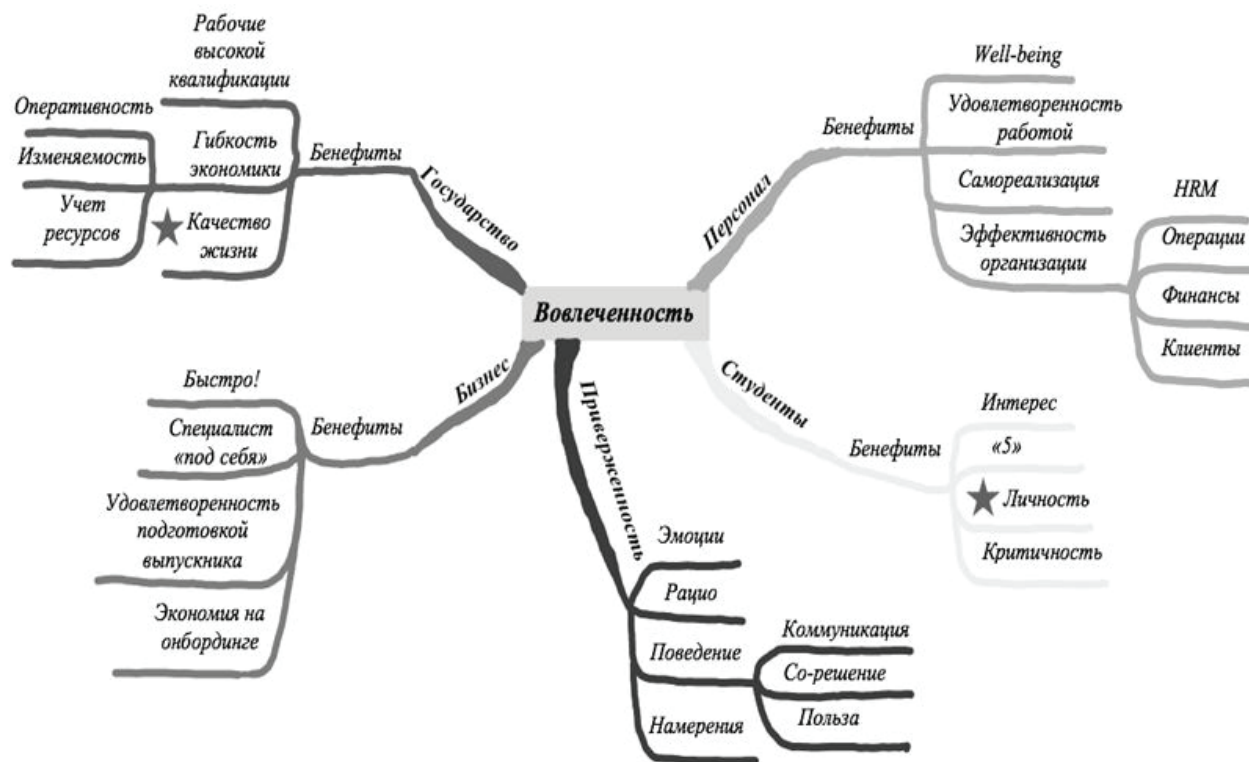 Вовлеченность
Государство
Бенефиты
Рабочие
высокой
квалификации
Гибкость
экономики
Оперативность
Изменяемость
Учет
ресурсов
Качество
жизни
Персонал
Бенефиты
Well-being
Удовлетворенность
работой
Самореализация
Эффективность
организации
HRM
Операции
Финансы
Клиенты
Бизнес
Бенефиты
Быстро!
Специалист
«под себя»
Удовлетворенность
подготовкой
выпускника
Экономия на
онбординге
Приверженность
Эмоции
Рацио
Поведение
Коммуникация
Со-решение
Польза
Намерения
Студенты
Бенефиты
Интерес
«5»
Личность
Критичность